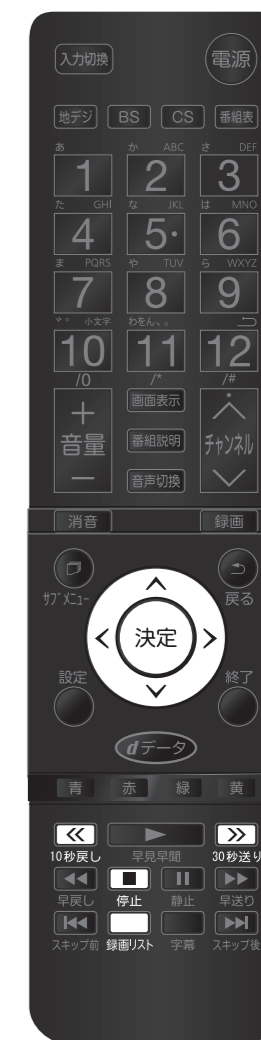 入力切換 電源
地デジ BS CS 番組表
あ か ABC さ DEF
1 2 3
た GHI な JKL は MNO
4 5 6
ま PQRS や TUV ら WXYZ
7 8 9
゛゜ 小文字 わをん、。
10 11 12
/0 /* /#
+ 画面表示
音量 番組説明 チャンネル
− 音声切換
消音 録画
サブメニュー 戻る
決定
設定 終了
dデータ
青 赤 緑 黄
10秒戻し 早見早聞 30秒送り
早戻し 停止 静止 早送り
スキップ前 録画リスト 字幕 スキップ後